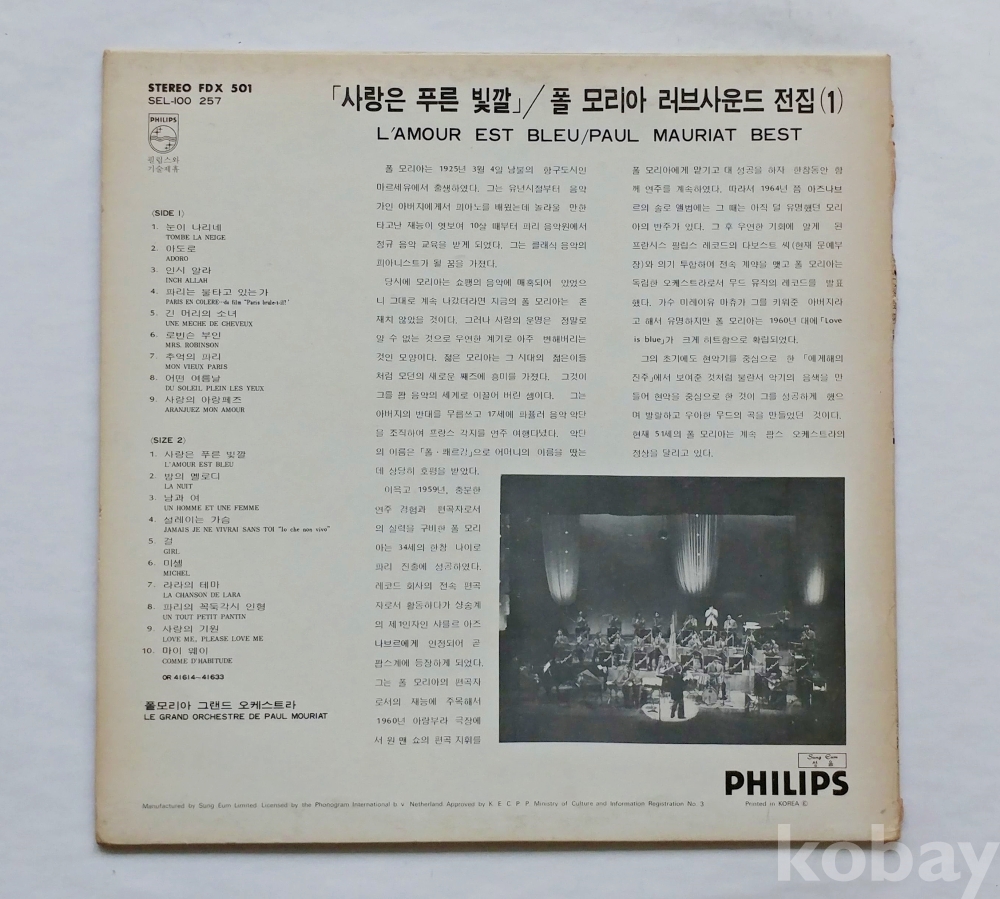 STEREO FDX 501
SEL-100 257
PHILIPS
필립스와
기술제휴
「사랑은 푸른 빛깔」/폴 모리아 러브사운드 전집(1)
L'AMOUR EST BLEU/PAUL MAURIAT BEST
(SIDE 1)
1. 눈이 나리네
TOMBE LA NEIGE
2. 아도로
ADORO
3. 인시 알라
INCH ALLAH
4. 파리는 불타고 있는가
PARIS EN COLERE--du film "Paris brule-t-il?"
5. 긴 머리의 소녀
UNE MECHE DE CHEVEUX
6. 로빈슨 부인
MRS. ROBINSON
7. 추억의 파리
MON VIEUX PARIS
8. 어떤 여름날
DU SOLEIL PLEIN LES YEUX
9. 사랑의 아랑페즈
ARANJUEZ MON AMOUR
(SIZE 2)
1. 사랑은 푸른 빛깔
L'AMOUR EST BLEU
2. 밤의 멜로디
LA NUIT
3. 남과 여
UN HOMME ET UNE FEMME
4. 설레이는 가슴
JAMAIS JE NE VIVRAI SANS TOI "Io che non vivo"
5. 걸
GIRL
6. 미셸
MICHEL
7. 라라의 테마
LA CHANSON DE LARA
8. 파리의 꼭둑각시 인형
UN TOUT PETIT PANTIN
9. 사랑의 기원
LOVE ME, PLEASE LOVE ME
10. 마이 웨이
COMME D'HABITUDE
OR 41614-41633
폴모리아 그랜드 오케스트라
LE GRAND ORCHESTRE DE PAUL MOURIAT
폴 모리아는 1925년 3월 4일 남불의 항구도시인
마르세유에서 출생하였다. 그는 유년시절부터 음악
가인 아버지에게서 피아노를 배웠는데 놀라울 만한
타고난 재능이 엿보여 10살 때부터 파리 음악원에서
정규 음악 교육을 받게 되었다. 그는 클래식 음악의
피아니스트가 될 꿈을 가졌다.
당시에 모리아는 쇼팽의 음악에 매혹되어 있었으
니 그대로 계속 나갔더라면 지금의 폴 모리아는 존
재치 않았을 것이다. 그러나 사람의 운명은 정말로
알 수 없는 것으로 우연한 계기로 아주 변해버리는
것인 모양이다. 젊은 모리아는 그 시대의 젊은이들
처럼 모던의 새로운 째즈에 흥미를 가졌다. 그것이
그를 팝 음악의 세계로 이끌어 버린 셈이다. 그는
아버지의 반대를 무릅쓰고 17세에 파퓰러 음악 악단
을 조직하여 프랑스 각지를 연주 여행다녔다. 악단
의 이름은 「폴·쾌르강」으로 어머니의 이름을 땄는
데 상당히 호평을 받았다.
이윽고 1959년, 충분한
연주 경험과 편곡자로서
의 실력을 구비한 폴 모리
아는 34세의 한창 나이로
파리 진출에 성공하였다.
레코드 회사의 전속 편곡
자로서 활동하다가 상송계
의 제1인자인 샤를르 아즈
나브르에게 인정되어 곧
팝스계에 등장하게 되었다.
그는 폴 모리아의 편곡자
로서의 재능에 주목해서
1960년 아람부라 극장에
서 원 맨 쇼의 편곡 지휘를
폴 모리아에게 맡기고 대 성공을 하자 한참동안 함
께 연주를 계속하였다. 따라서 1964년 쯤 아즈나브
르의 솔로 앨범에는 그 때는 아직 덜 유명했던 모리
아의 반주가 있다. 그 후 우연한 기회에 알게 된
프란시스 필립스 레코드의 다보스트 씩(현재 문예부
장)와 의기 투합하여 전속 계약을 맺고 폴 모리아는
독립한 오케스트라로서 무드 뮤직의 레코드를 발표
했다. 가수 미레이유 마츄가 그를 키워준 아버지라
고 해서 유명하지만 폴 모리아는 1960년 대에 「Love
is blue」가 크게 히트함으로 확립되었다.
그의 초기에도 현악기를 중심으로 한 「에게해의
진주」에서 보여준 것처럼 불란서 악기의 음색을 만
들어 현악을 중심으로 한 것이 그를 성공하게 했으
며 발랄하고 우아한 무드의 곡을 만들었던 것이다.
현재 51세의 폴 모리아는 계속 팝스 오케스트라의
정상을 달리고 있다.
Sung Eum
성음
PHILIPS
Manufactured by Sung Eum Limited Licensed by the Phonogram International b.v. Netherland Approved by K. E. C. P. P. Ministry of Culture and Information Registration No. 3
Printed in KOREA ©
kobay